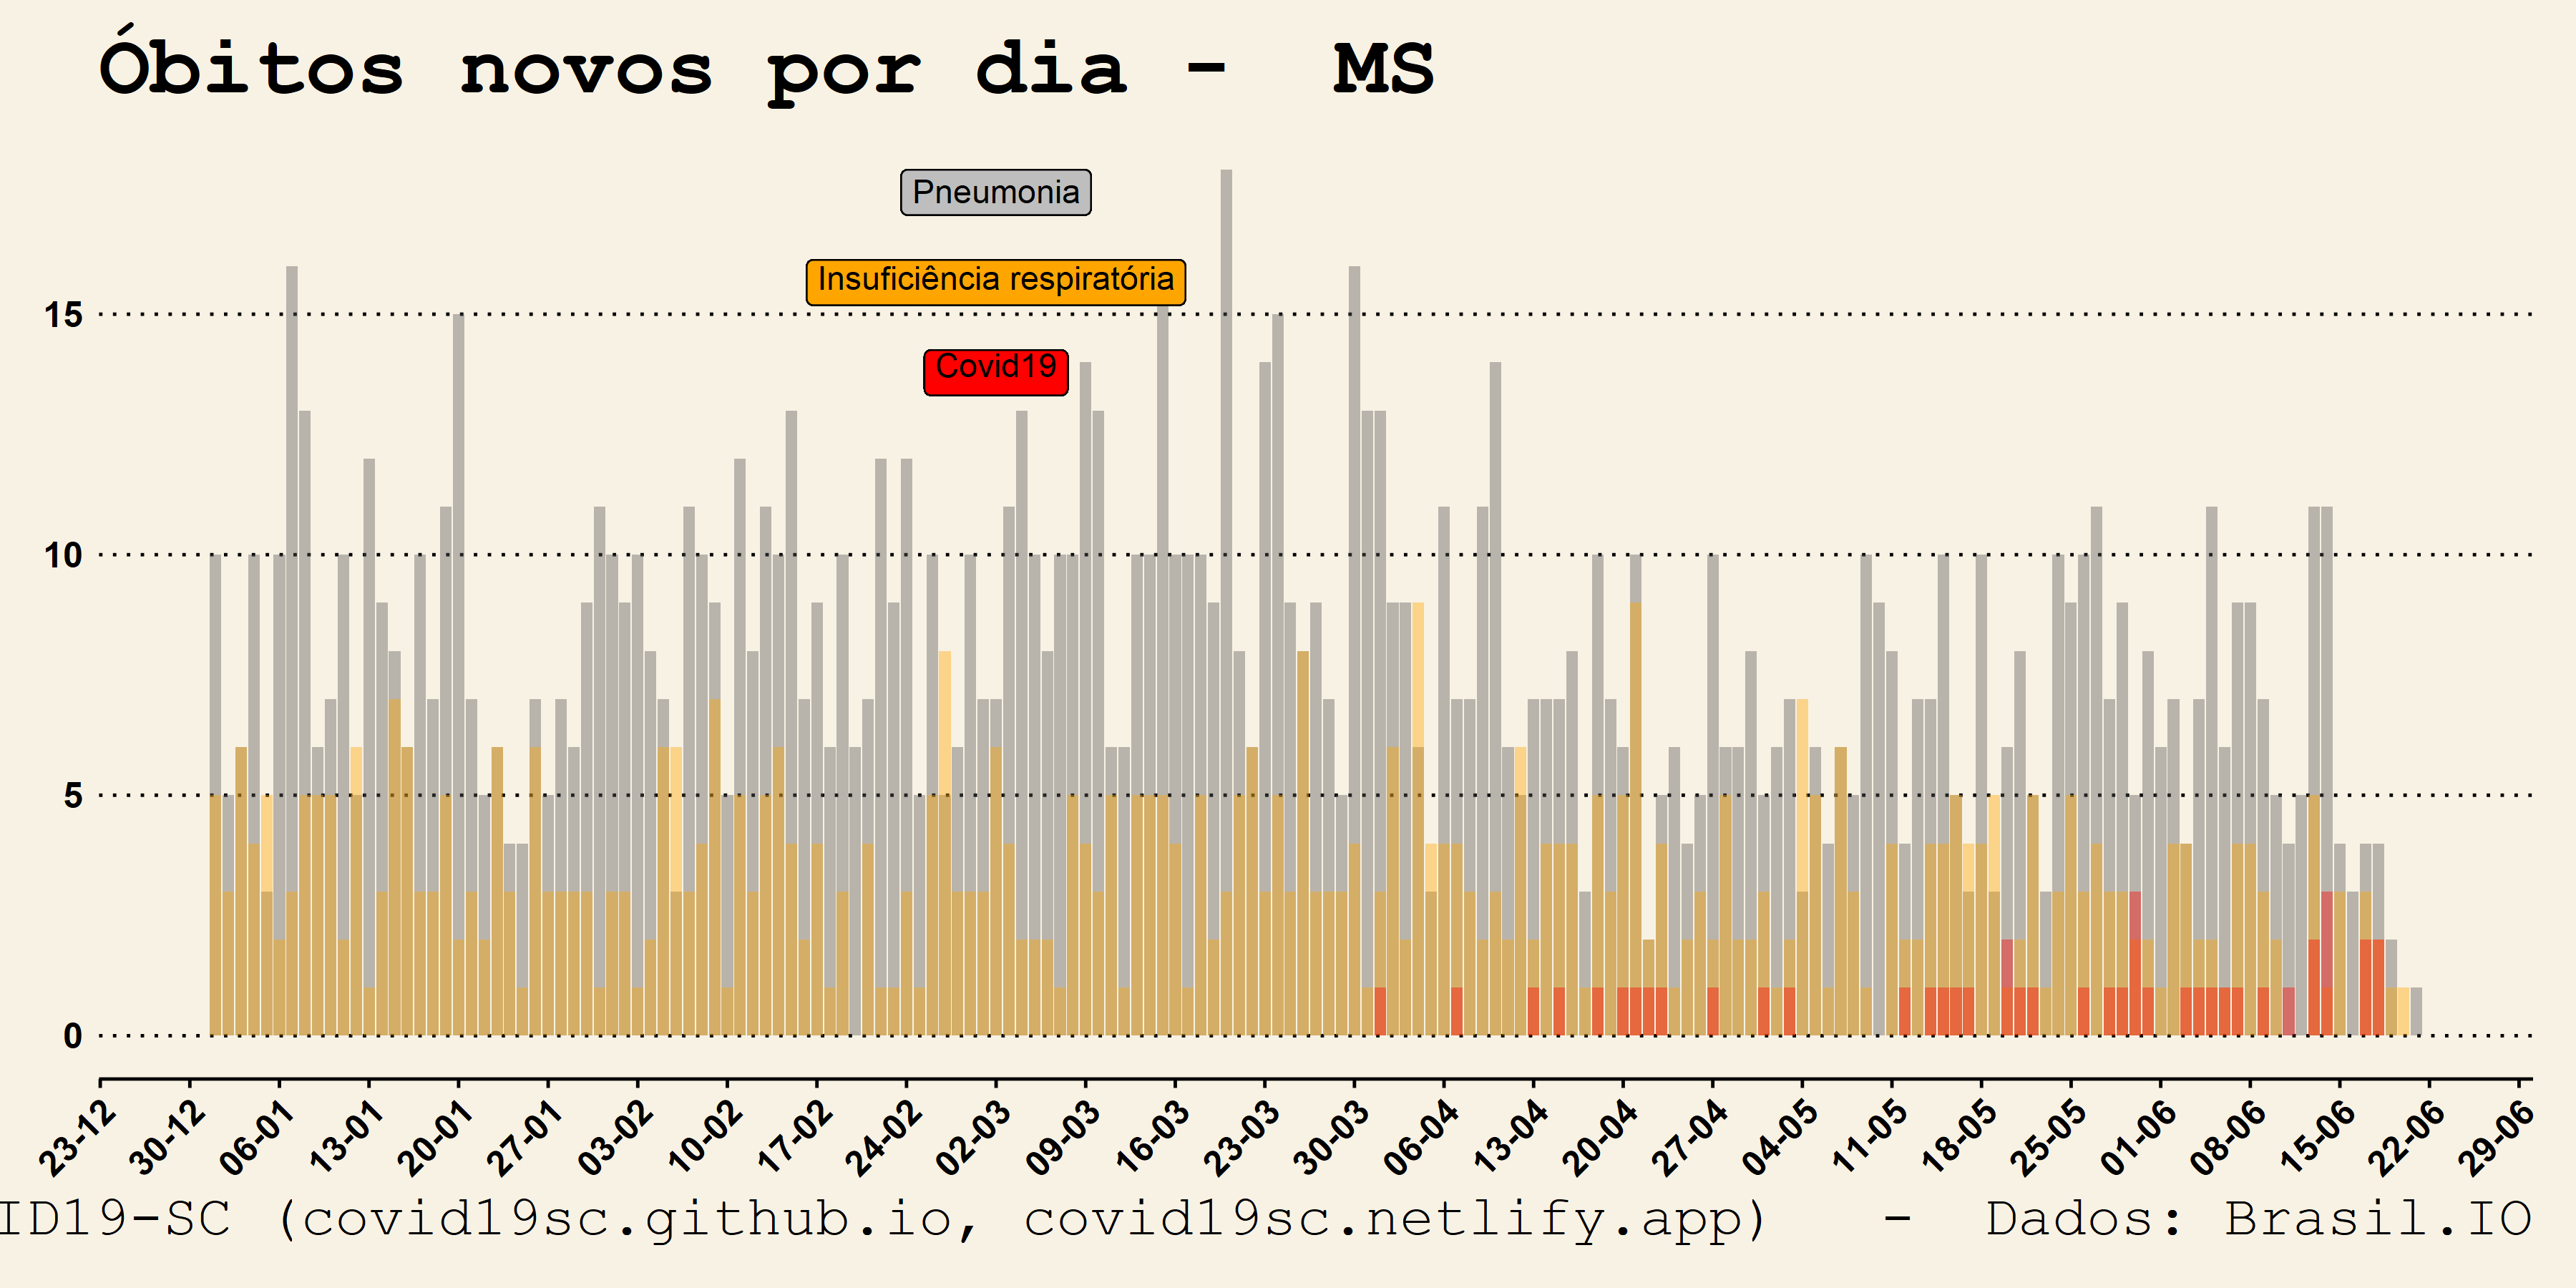 Óbitos novos por dia -  MS
Pneumonia
Insuficiência respiratória
Covid19
15
10
5
0
23-12 30-12 06-01 13-01 20-01 27-01 03-02 10-02 17-02 24-02 02-03 09-03 16-03 23-03 30-03 06-04 13-04 20-04 27-04 04-05 11-05 18-05 25-05 01-06 08-06 15-06 22-06 29-06
ID19-SC (covid19sc.github.io, covid19sc.netlify.app)  -  Dados: Brasil.IO